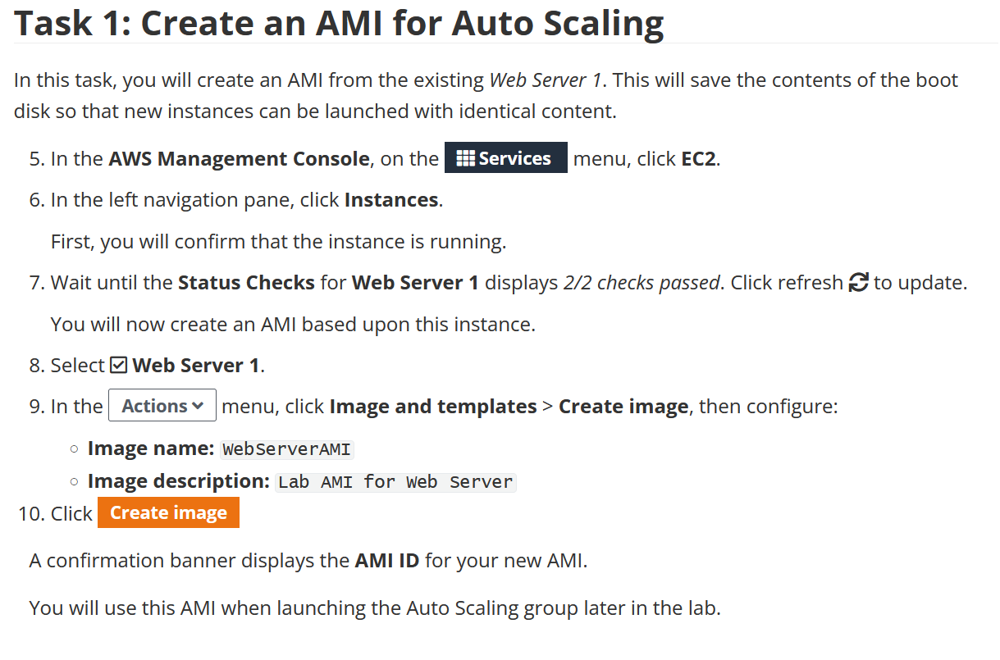 Task 1: Create an AMI for Auto Scaling
In this task, you will create an AMI from the existing Web Server 1. This will save the contents of the boot
disk so that new instances can be launched with identical content.
5. In the AWS Management Console, on the Services menu, click EC2.
6. In the left navigation pane, click Instances.
First, you will confirm that the instance is running.
7. Wait until the Status Checks for Web Server 1 displays 2/2 checks passed. Click refresh to update.
You will now create an AMI based upon this instance.
8. Select Web Server 1.
9. In the Actions menu, click Image and templates > Create image, then configure:
Image name: WebServerAMI
Image description: Lab AMI for Web Server
10. Click Create image
A confirmation banner displays the AMI ID for your new AMI.
You will use this AMI when launching the Auto Scaling group later in the lab.